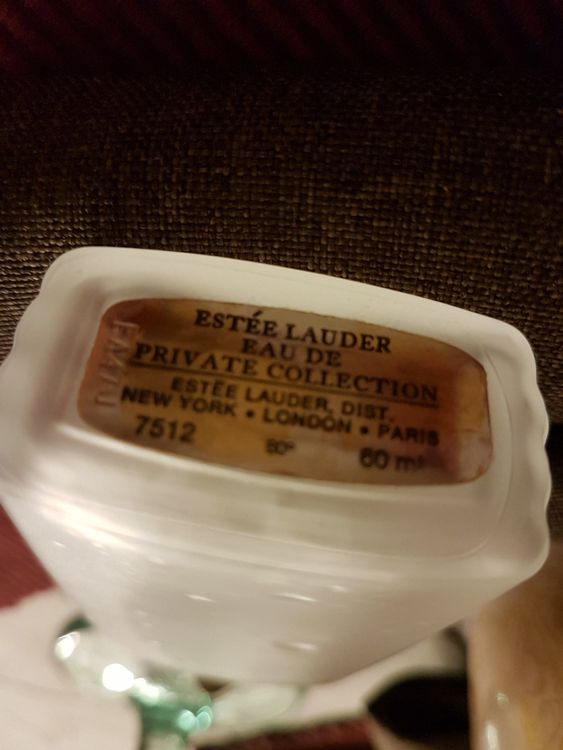 ESTÉE LAUDER
EAU DE
PRIVATE COLLECTION
ESTÉE LAUDER, DIST.
NEW YORK • LONDON • PARIS
7512 80° 60 ml